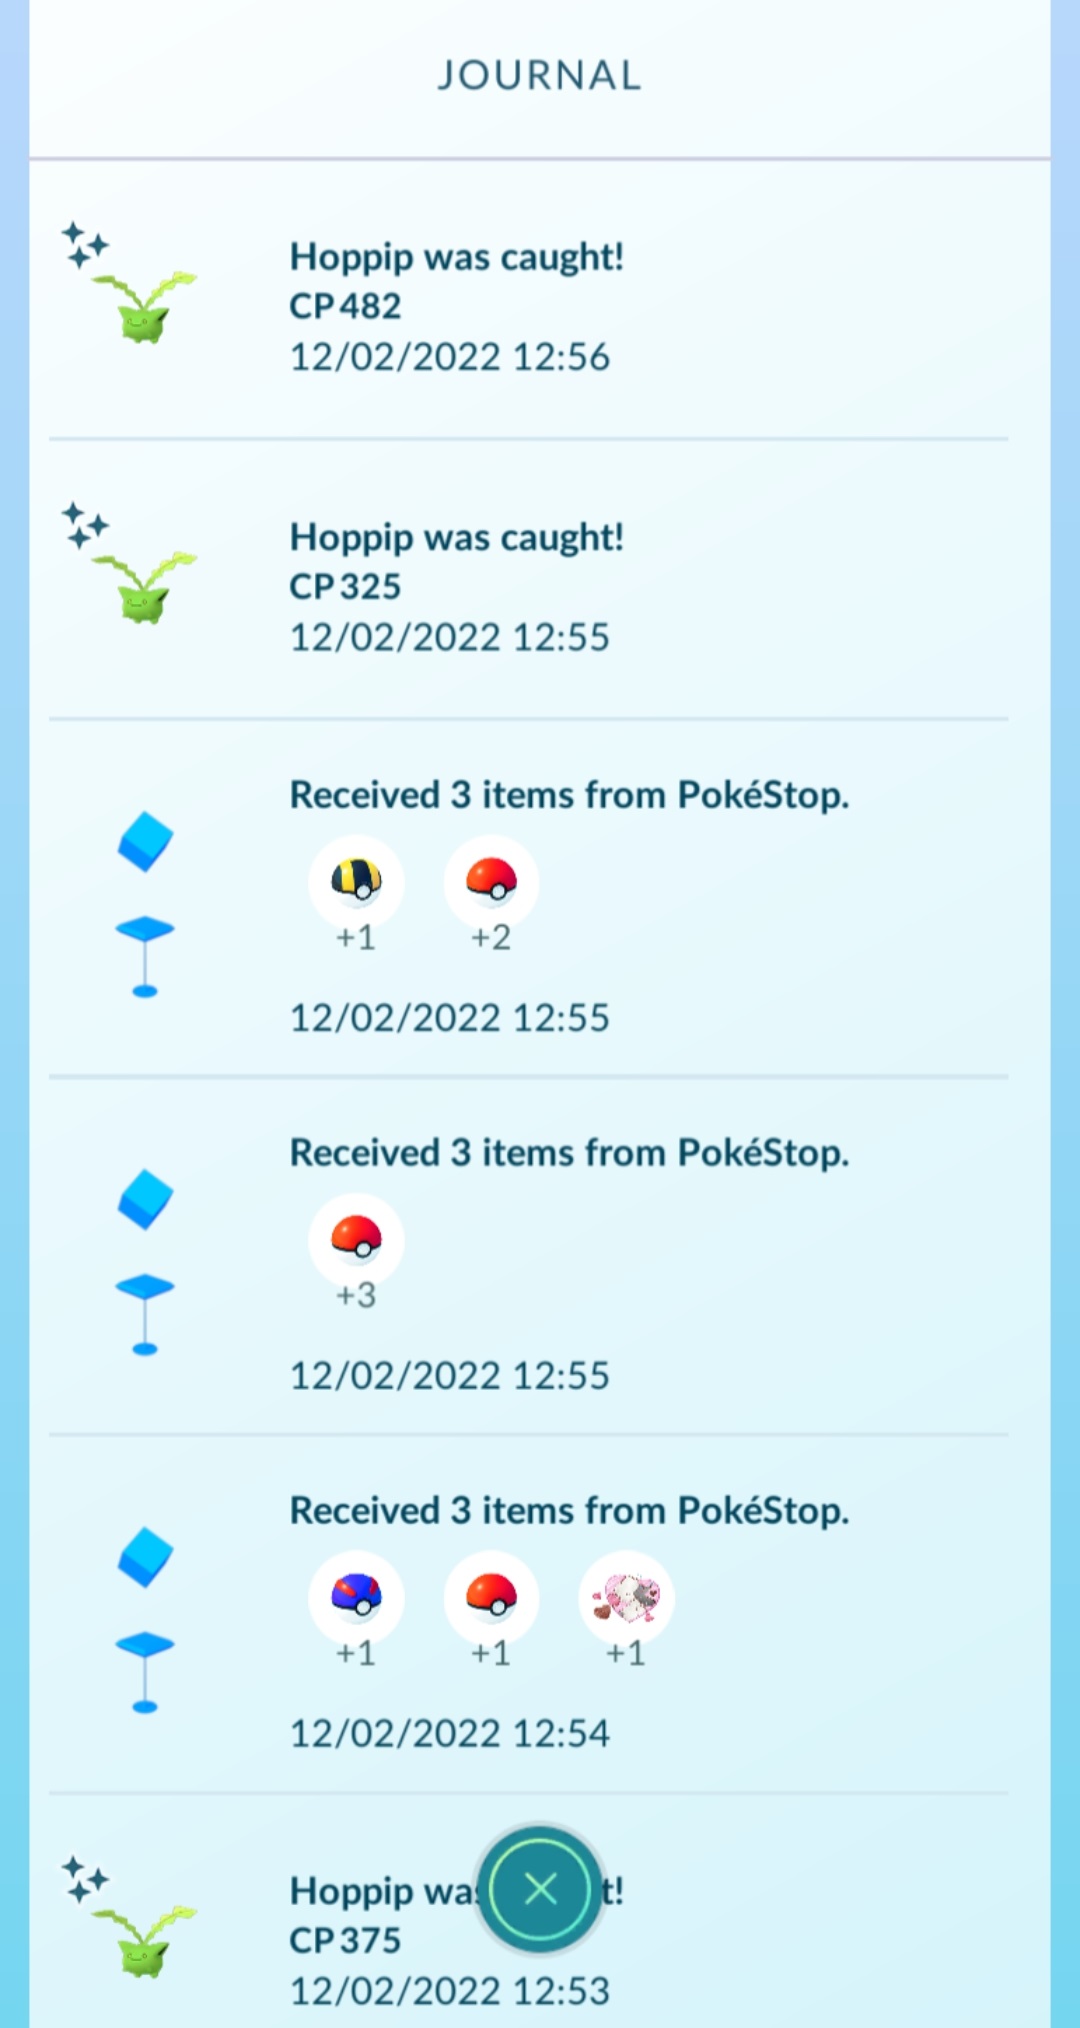 JOURNAL
Hoppip was caught!
CP 482
12/02/2022 12:56
Hoppip was caught!
CP 325
12/02/2022 12:55
Received 3 items from PokéStop.
+1 +2
12/02/2022 12:55
Received 3 items from PokéStop.
+3
12/02/2022 12:55
Received 3 items from PokéStop.
+1 +1 +1
12/02/2022 12:54
Hoppip
CP 375
12/02/2022 12:53